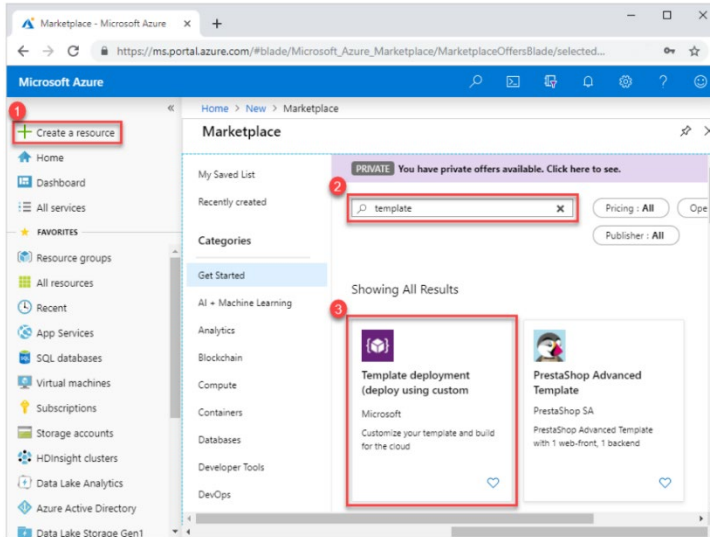 Marketplace - Microsoft Azure
https://ms.portal.azure.com/#blade/Microsoft_Azure_Marketplace/MarketplaceOffersBlade/selected...
Microsoft Azure
1
Create a resource
Home
Dashboard
All services
FAVORITES
Resource groups
All resources
Recent
App Services
SQL databases
Virtual machines
Subscriptions
Storage accounts
HDInsight clusters
Data Lake Analytics
Azure Active Directory
Data Lake Storage Gen1
Home > New > Marketplace
Marketplace
My Saved List
Recently created
Categories
Get Started
AI + Machine Learning
Analytics
Blockchain
Compute
Containers
Databases
Developer Tools
DevOps
PRIVATE You have private offers available. Click here to see.
2
template
Pricing : All
Ope
Publisher : All
Showing All Results
3
Template deployment
(deploy using custom
Microsoft
Customize your template and build
for the cloud
PrestaShop Advanced
Template
PrestaShop SA
PrestaShop Advanced Template
with 1 web-front, 1 backend